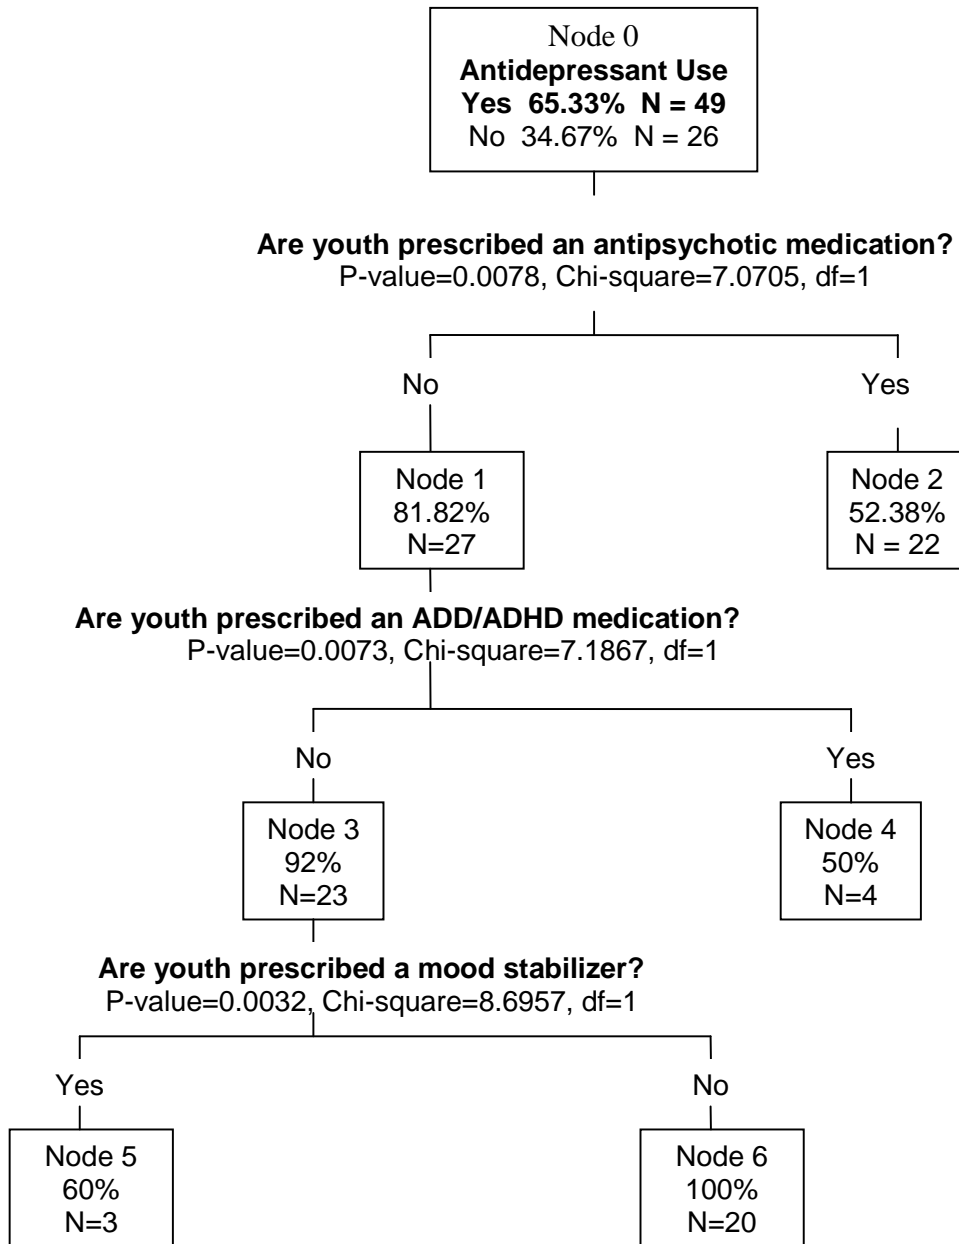 Node 0
Antidepressant Use
Yes 65.33% N = 49
No 34.67% N = 26
Are youth prescribed an antipsychotic medication?
P-value=0.0078, Chi-square=7.0705, df=1
No
Yes
Node 1
81.82%
N=27
Node 2
52.38%
N = 22
Are youth prescribed an ADD/ADHD medication?
P-value=0.0073, Chi-square=7.1867, df=1
No
Yes
Node 3
92%
N=23
Node 4
50%
N=4
Are youth prescribed a mood stabilizer?
P-value=0.0032, Chi-square=8.6957, df=1
Yes
No
Node 5
60%
N=3
Node 6
100%
N=20